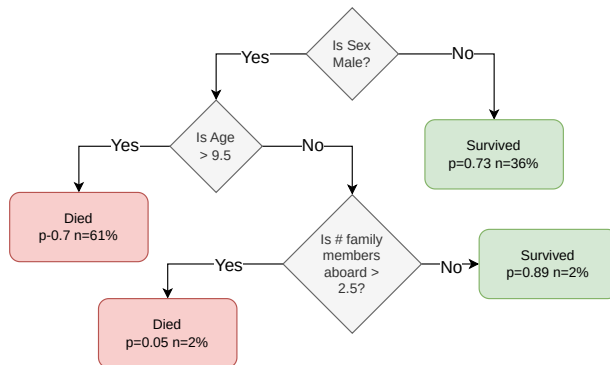 Is Sex
Male?
Yes
No
Is Age
> 9.5
Survived
p=0.73 n=36%
Yes
No
Died
p-0.7 n=61%
Is # family
members
aboard >
2.5?
Survived
p=0.89 n=2%
Yes
No
Died
p=0.05 n=2%